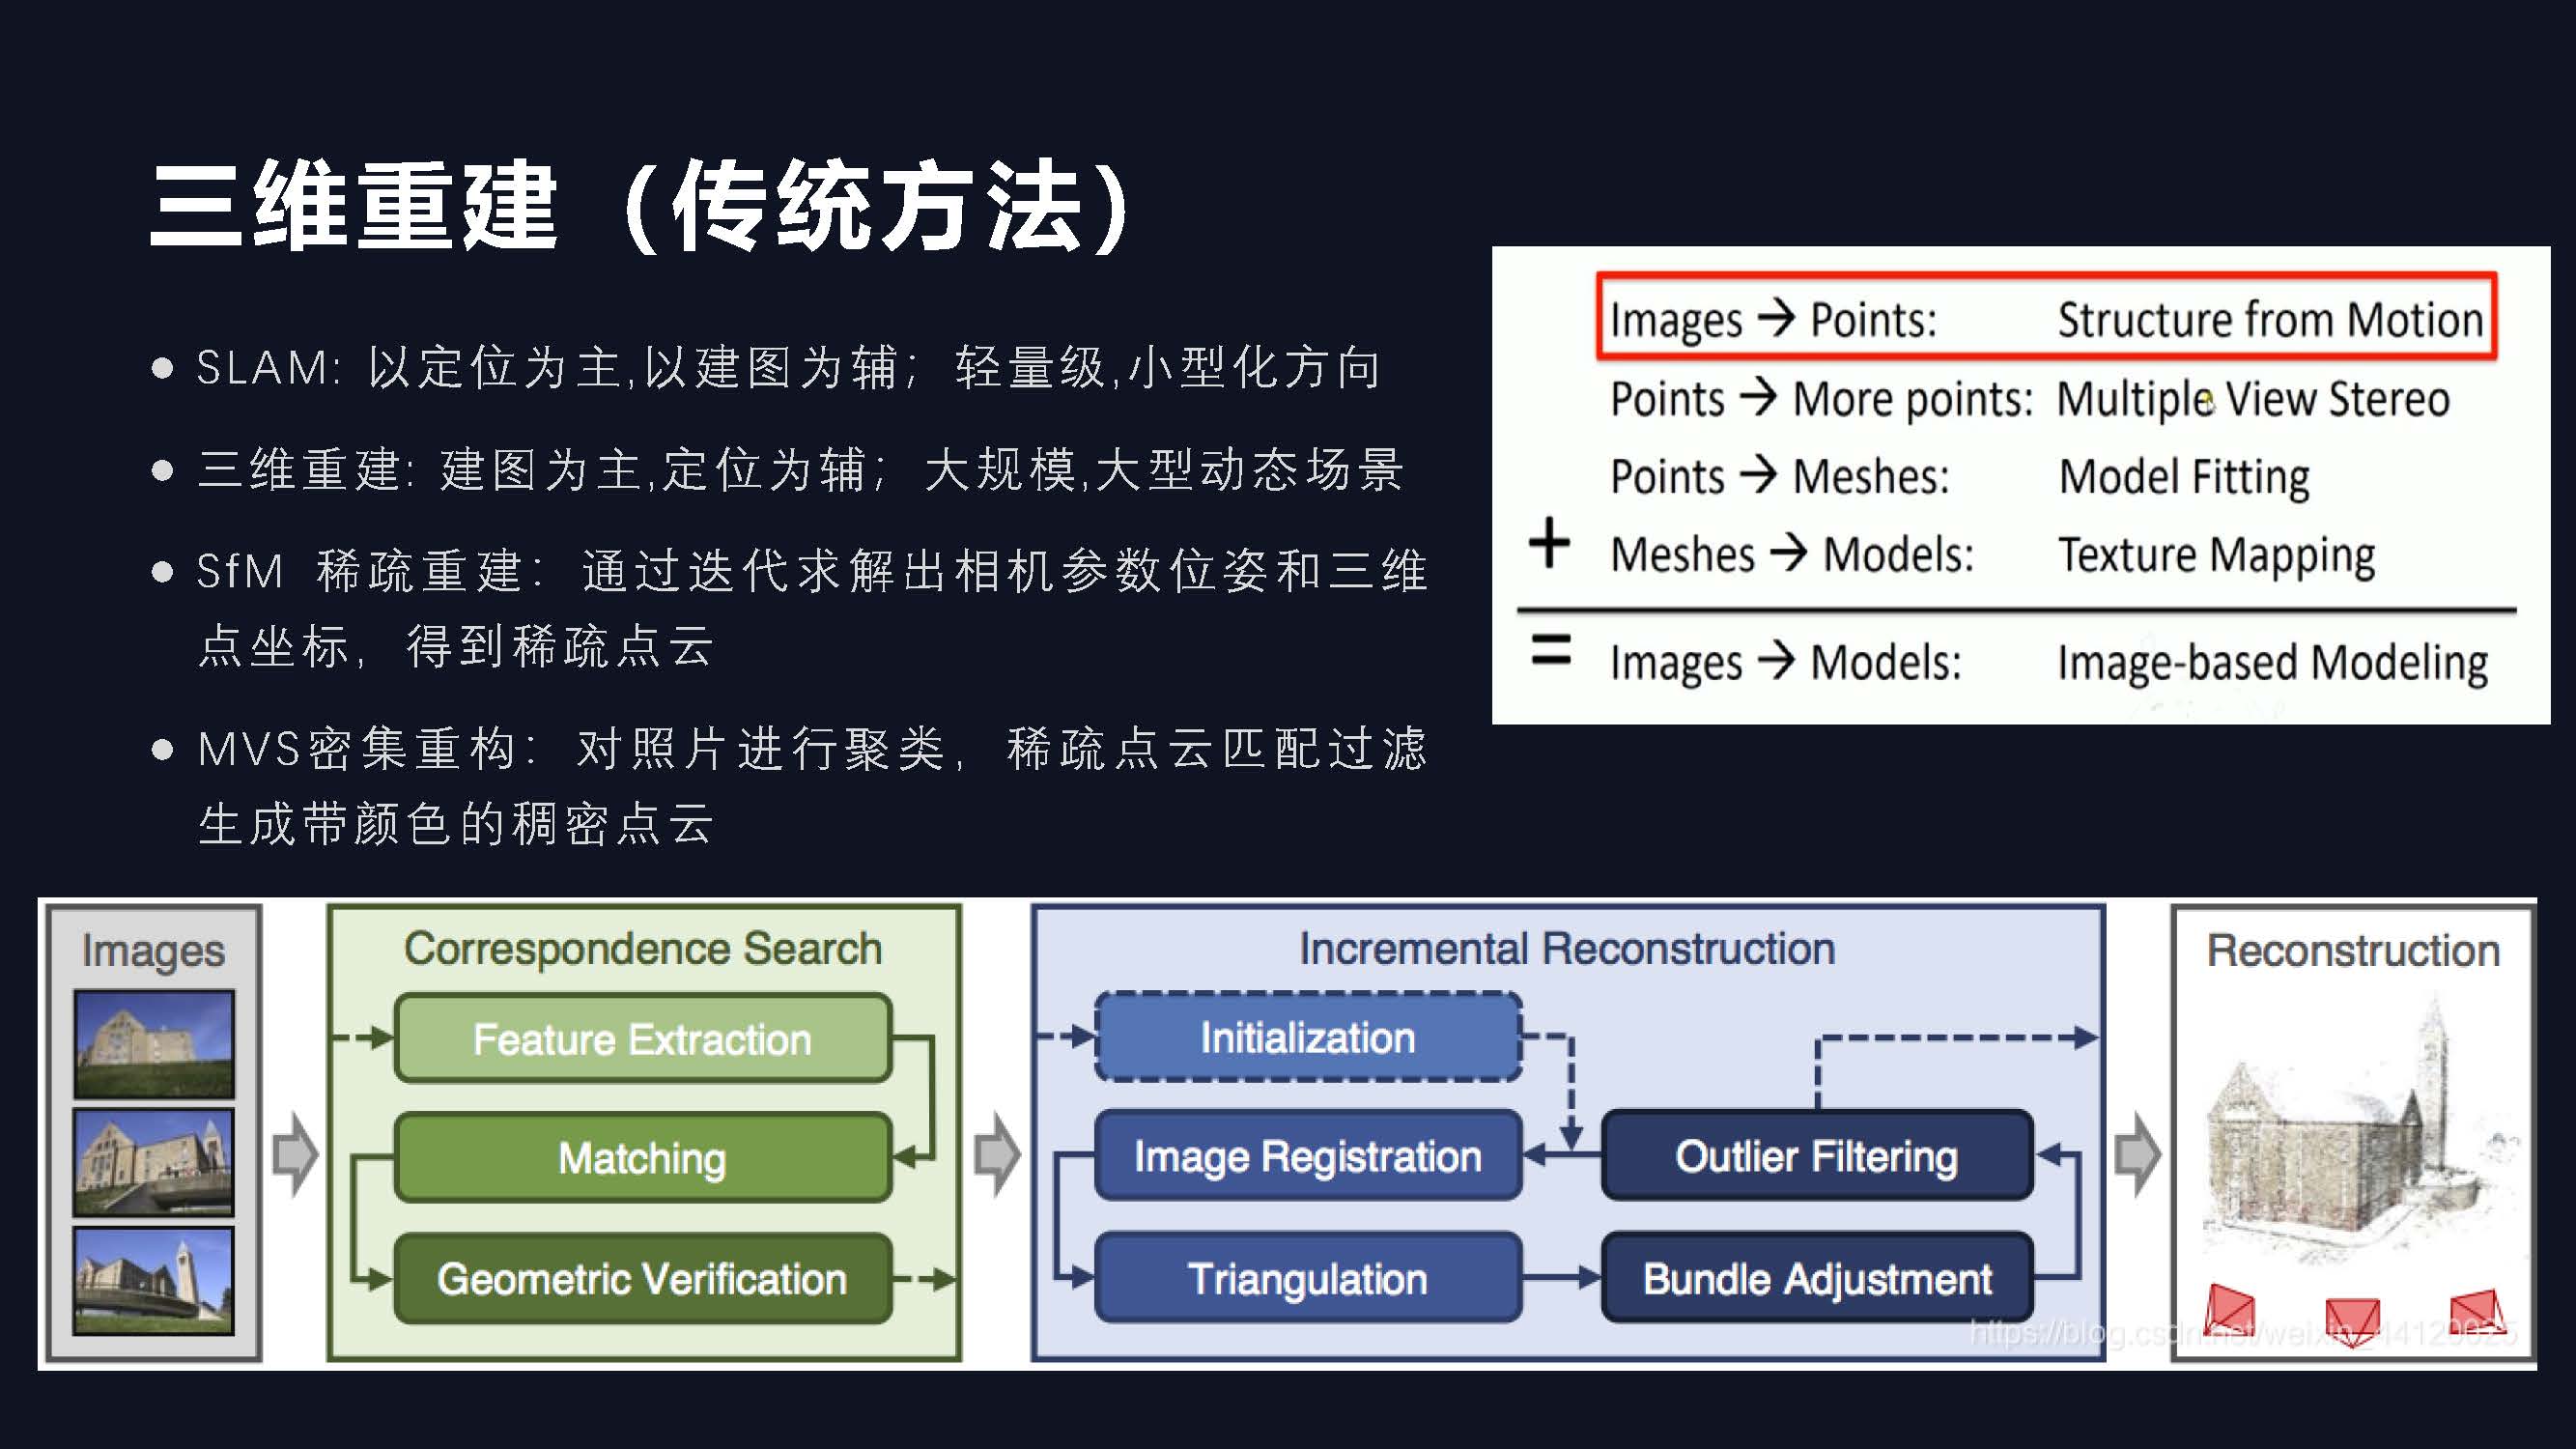 三维重建（传统方法）
● SLAM: 以定位为主,以建图为辅；轻量级,小型化方向
● 三维重建: 建图为主,定位为辅；大规模,大型动态场景
● SfM 稀疏重建：通过迭代求解出相机参数位姿和三维
点坐标，得到稀疏点云
● MVS密集重构：对照片进行聚类，稀疏点云匹配过滤
生成带颜色的稠密点云
Images → Points: Structure from Motion
Points → More points: Multiple View Stereo
Points → Meshes: Model Fitting
+ Meshes → Models: Texture Mapping
= Images → Models: Image-based Modeling
Images
Correspondence Search
Feature Extraction
Matching
Geometric Verification
Incremental Reconstruction
Initialization
Image Registration
Outlier Filtering
Triangulation
Bundle Adjustment
Reconstruction
https://blog.csdn.net/weixin_44120025